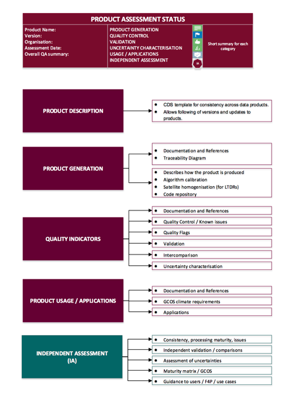 PRODUCT ASSESSMENT STATUS
Product Name:
Version:
Organisation:
Assessment Date:
Overall QA summary:
PRODUCT GENERATION
QUALITY CONTROL
VALIDATION
UNCERTAINTY CHARACTERISATION
USAGE / APPLICATIONS
INDEPENDENT ASSESSMENT
Short summary for each
category
PRODUCT DESCRIPTION
• CDS template for consistency across data products.
• Allows following of versions and updates to
products.
PRODUCT GENERATION
• Documentation and References
• Traceability Diagram
• Describes how the product is produced
• Algorithm calibration
• Satellite homogenisation (for LTDRs)
• Code repository
QUALITY INDICATORS
• Documentation and References
• Quality Control / Known issues
• Quality Flags
• Validation
• Intercomparison
• Uncertainty characterisation
PRODUCT USAGE / APPLICATIONS
• Documentation and References
• GCOS climate requirements
• Applications
INDEPENDENT ASSESSMENT
(IA)
• Consistency, processing maturity, issues
• Independent validation / comparisons
• Assessment of uncertainties
• Maturity matrix / GCOS
• Guidance to users / F4P / use cases